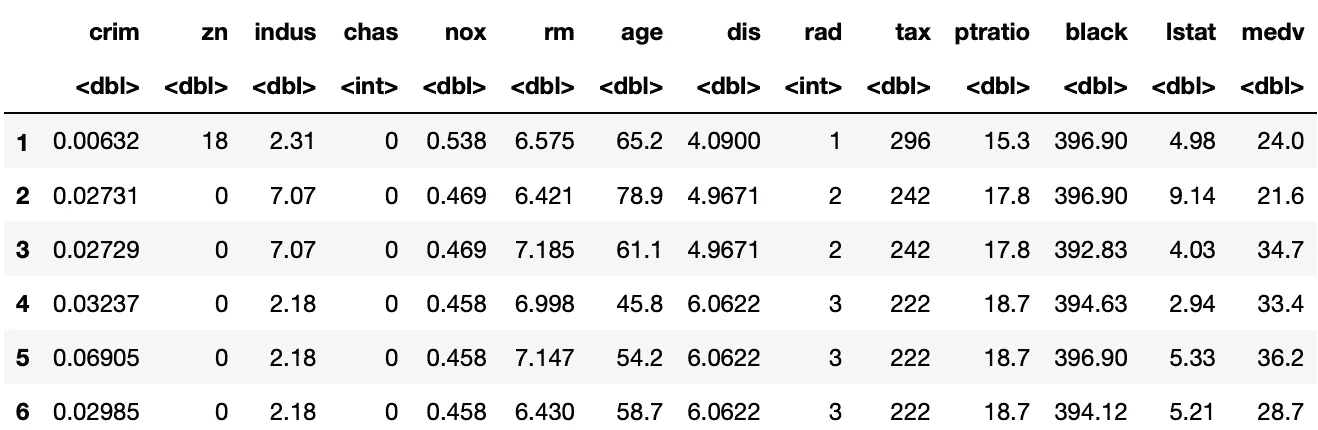 crim zn indus chas nox rm age dis rad tax ptratio black lstat medv
<dbl> <dbl> <dbl> <int> <dbl> <dbl> <dbl> <dbl> <int> <dbl> <dbl> <dbl> <dbl> <dbl>
1 0.00632 18 2.31 0 0.538 6.575 65.2 4.0900 1 296 15.3 396.90 4.98 24.0
2 0.02731 0 7.07 0 0.469 6.421 78.9 4.9671 2 242 17.8 396.90 9.14 21.6
3 0.02729 0 7.07 0 0.469 7.185 61.1 4.9671 2 242 17.8 392.83 4.03 34.7
4 0.03237 0 2.18 0 0.458 6.998 45.8 6.0622 3 222 18.7 394.63 2.94 33.4
5 0.06905 0 2.18 0 0.458 7.147 54.2 6.0622 3 222 18.7 396.90 5.33 36.2
6 0.02985 0 2.18 0 0.458 6.430 58.7 6.0622 3 222 18.7 394.12 5.21 28.7